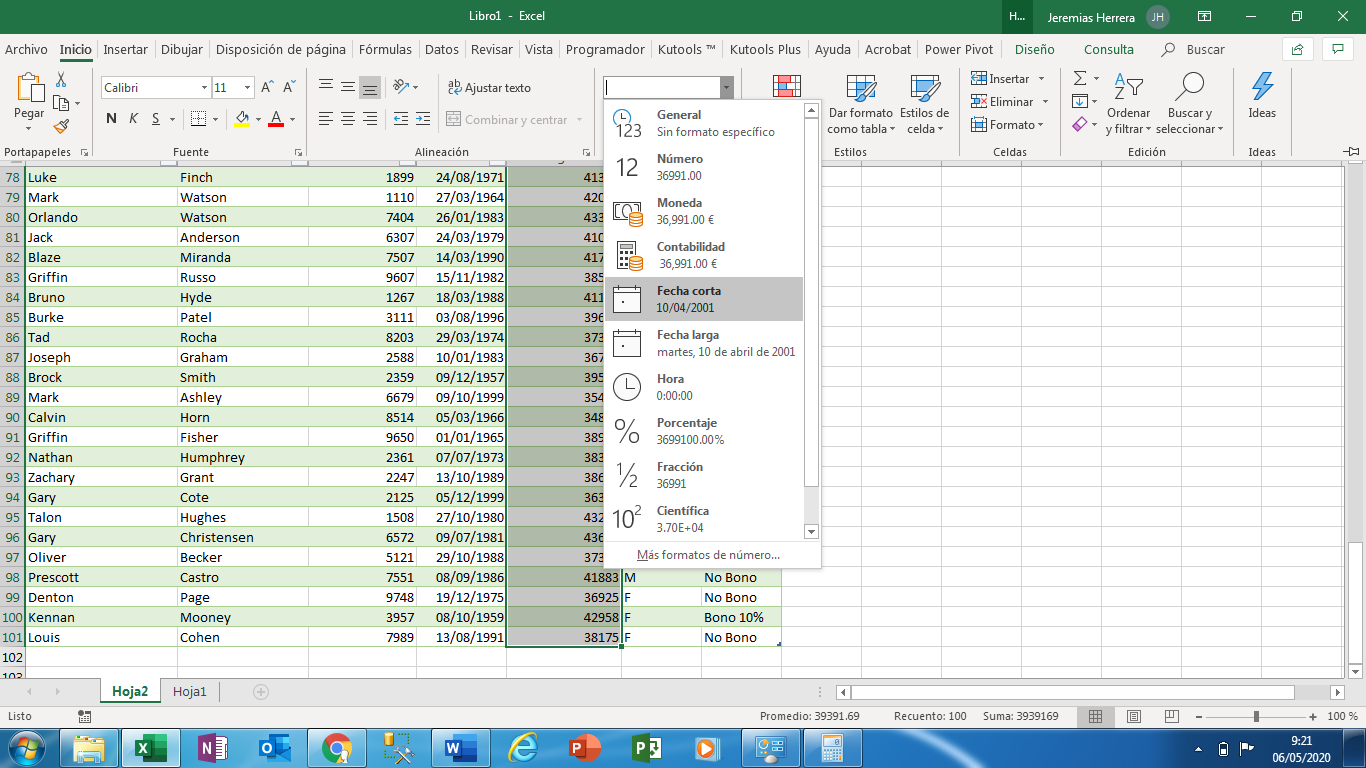 Libro1 - Excel
H... Jeremias Herrera JH
Archivo Inicio Insertar Dibujar Disposición de página Fórmulas Datos Revisar Vista Programador Kutools ™ Kutools Plus Ayuda Acrobat Power Pivot Diseño Consulta Buscar
Pegar
Portapapeles
Calibri 11 A A
N K S A
Fuente
ab Ajustar texto
Combinar y centrar
Alineación
Dar formato como tabla
Estilos de celda
Estilos
Insertar
Eliminar
Formato
Celdas
Ordenar y filtrar
Buscar y seleccionar
Edición
Ideas
Ideas
General
Sin formato específico
Número
36991.00
Moneda
36,991.00 €
Contabilidad
36,991.00 €
Fecha corta
10/04/2001
Fecha larga
martes, 10 de abril de 2001
Hora
0:00:00
Porcentaje
3699100.00%
Fracción
36991
Científica
3.70E+04
Más formatos de número...
78 Luke Finch 1899 24/08/1971
79 Mark Watson 1110 27/03/1964
80 Orlando Watson 7404 26/01/1983
81 Jack Anderson 6307 24/03/1979
82 Blaze Miranda 7507 14/03/1990
83 Griffin Russo 9607 15/11/1982
84 Bruno Hyde 1267 18/03/1988
85 Burke Patel 3111 03/08/1996
86 Tad Rocha 8203 29/03/1974
87 Joseph Graham 2588 10/01/1983
88 Brock Smith 2359 09/12/1957
89 Mark Ashley 6679 09/10/1999
90 Calvin Horn 8514 05/03/1966
91 Griffin Fisher 9650 01/01/1965
92 Nathan Humphrey 2361 07/07/1973
93 Zachary Grant 2247 13/10/1989
94 Gary Cote 2125 05/12/1999
95 Talon Hughes 1508 27/10/1980
96 Gary Christensen 6572 09/07/1981
97 Oliver Becker 5121 29/10/1988
98 Prescott Castro 7551 08/09/1986 41883 M No Bono
99 Denton Page 9748 19/12/1975 36925 F No Bono
100 Kennan Mooney 3957 08/10/1959 42958 F Bono 10%
101 Louis Cohen 7989 13/08/1991 38175 F No Bono
102
Hoja2 Hoja1
Listo Promedio: 39391.69 Recuento: 100 Suma: 3939169 100 %
9:21
06/05/2020